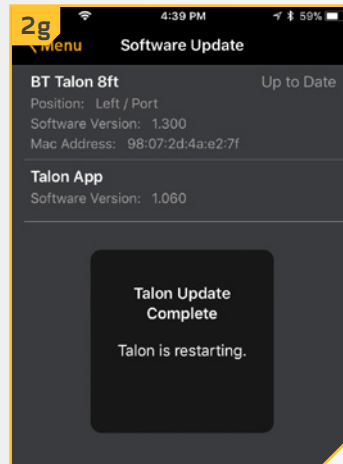 2g
4:39 PM
59%
Menu
Software Update
BT Talon 8ft
Up to Date
Position: Left / Port
Software Version: 1.300
Mac Address: 98:07:2d:4a:e2:7f
Talon App
Software Version: 1.060
Talon Update
Complete
Talon is restarting.